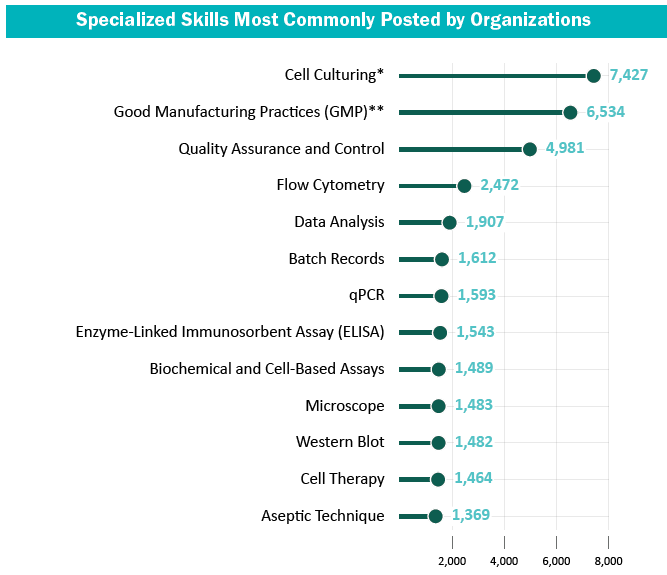 Specialized Skills Most Commonly Posted by Organizations
Cell Culturing* 7,427
Good Manufacturing Practices (GMP)** 6,534
Quality Assurance and Control 4,981
Flow Cytometry 2,472
Data Analysis 1,907
Batch Records 1,612
qPCR 1,593
Enzyme-Linked Immunosorbent Assay (ELISA) 1,543
Biochemical and Cell-Based Assays 1,489
Microscope 1,483
Western Blot 1,482
Cell Therapy 1,464
Aseptic Technique 1,369
2,000 4,000 6,000 8,000